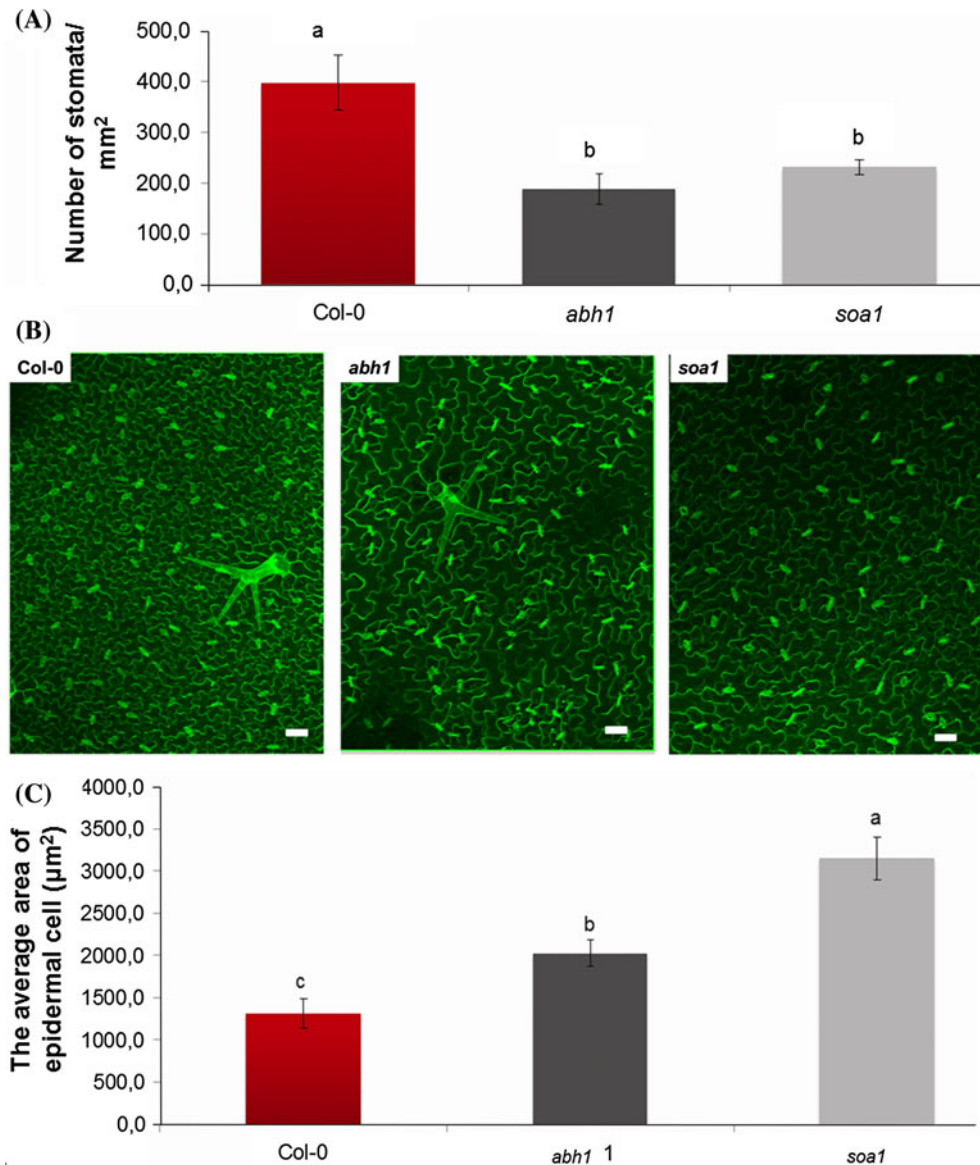 (A)
Number of stomata/
mm²
500,0
400,0
300,0
200,0
100,0
0,0
a
b
b
Col-0
abh1
soa1
(B)
Col-0
abh1
soa1
(C)
The average area of
epidermal cell (µm²)
4000,0
3500,0
3000,0
2500,0
2000,0
1500,0
1000,0
500,0
0,0
c
b
a
Col-0
abh1 1
soa1